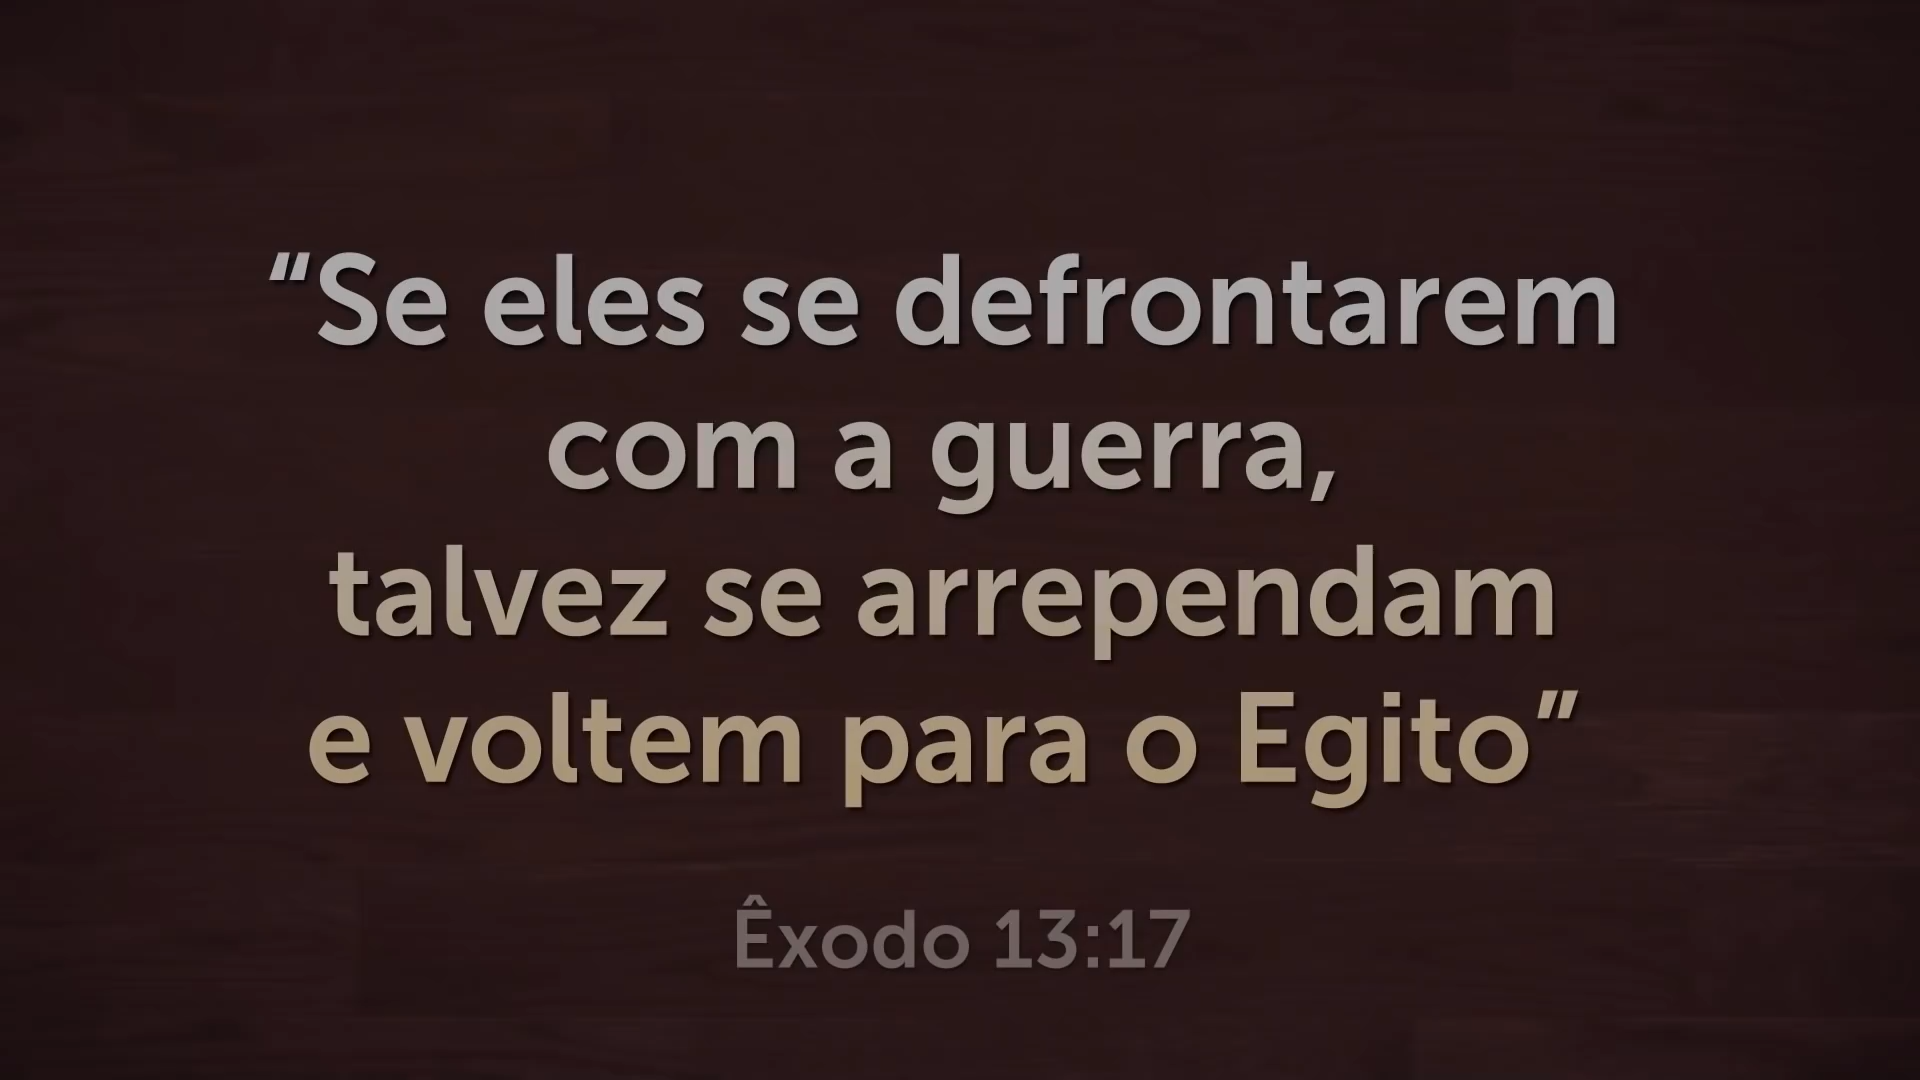 “Se eles se defrontarem
com a guerra,
talvez se arrependam
e voltem para o Egito”
Êxodo 13:17